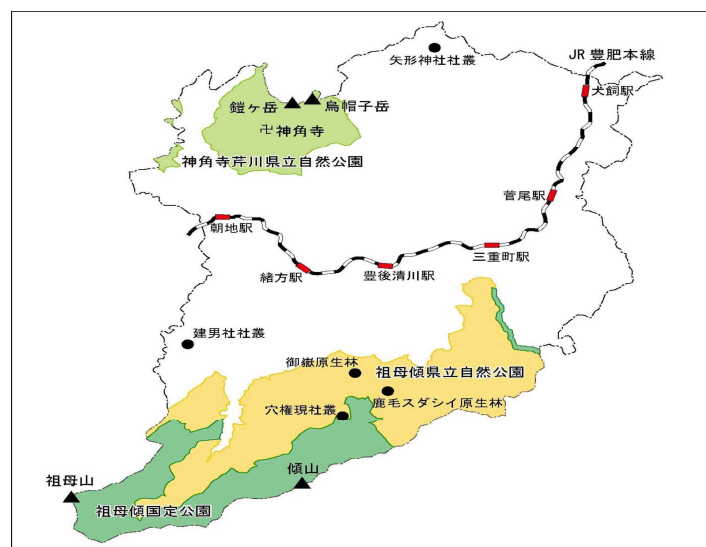 JR 豊肥本線
矢形神社社叢
犬飼駅
鎧ヶ岳
烏帽子岳
卍神角寺
神角寺芹川県立自然公園
菅尾駅
朝地駅
三重町駅
緒方駅
豊後清川駅
建男社社叢
御嶽原生林
祖母傾県立自然公園
鹿毛スダシイ原生林
穴権現社叢
祖母山
傾山
祖母傾国定公園